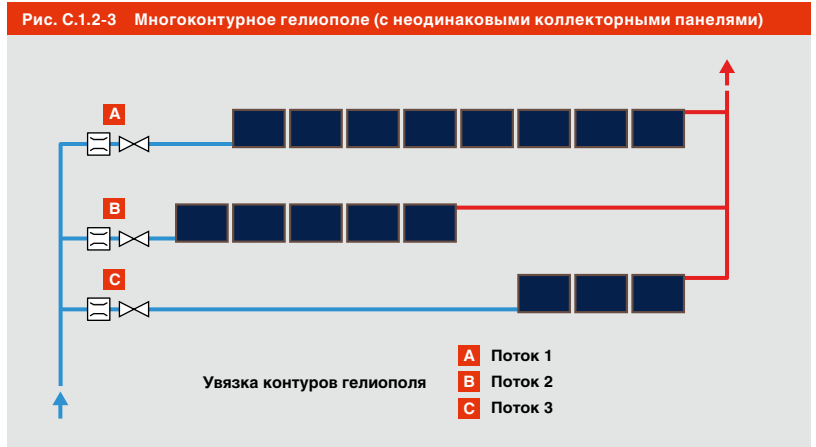 Рис. C.1.2-3 Многоконтурное гелиополе (с неодинаковыми коллекторными панелями)
A
B
C
Увязка контуров гелиополя
A Поток 1
B Поток 2
C Поток 3